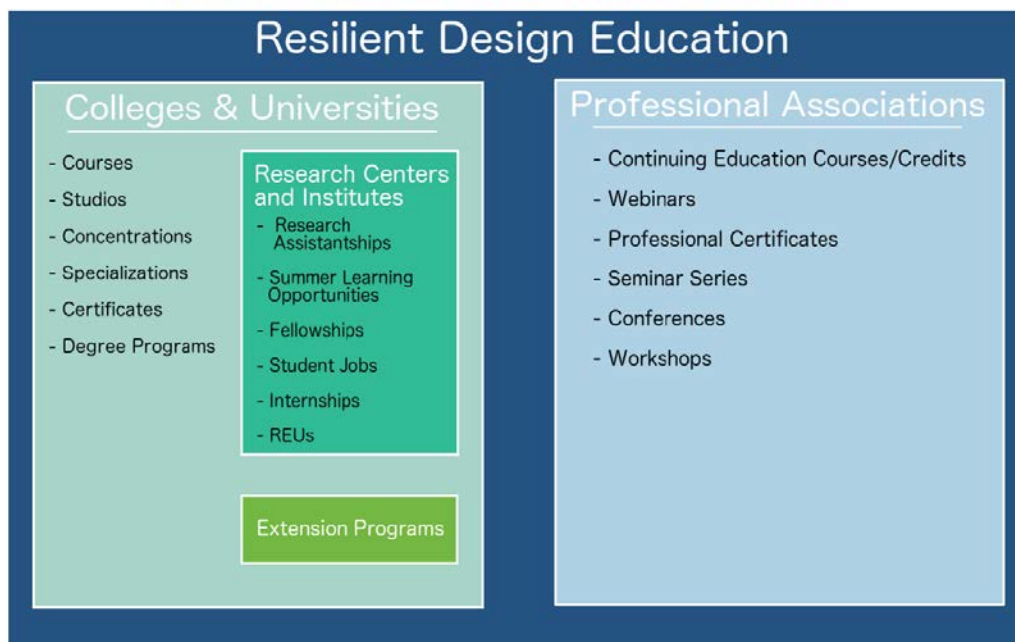 Resilient Design Education
Colleges & Universities
- Courses
- Studios
- Concentrations
- Specializations
- Certificates
- Degree Programs
Research Centers
and Institutes
- Research
Assistantships
- Summer Learning
Opportunities
- Fellowships
- Student Jobs
- Internships
- REUs
Extension Programs
Professional Associations
- Continuing Education Courses/Credits
- Webinars
- Professional Certificates
- Seminar Series
- Conferences
- Workshops